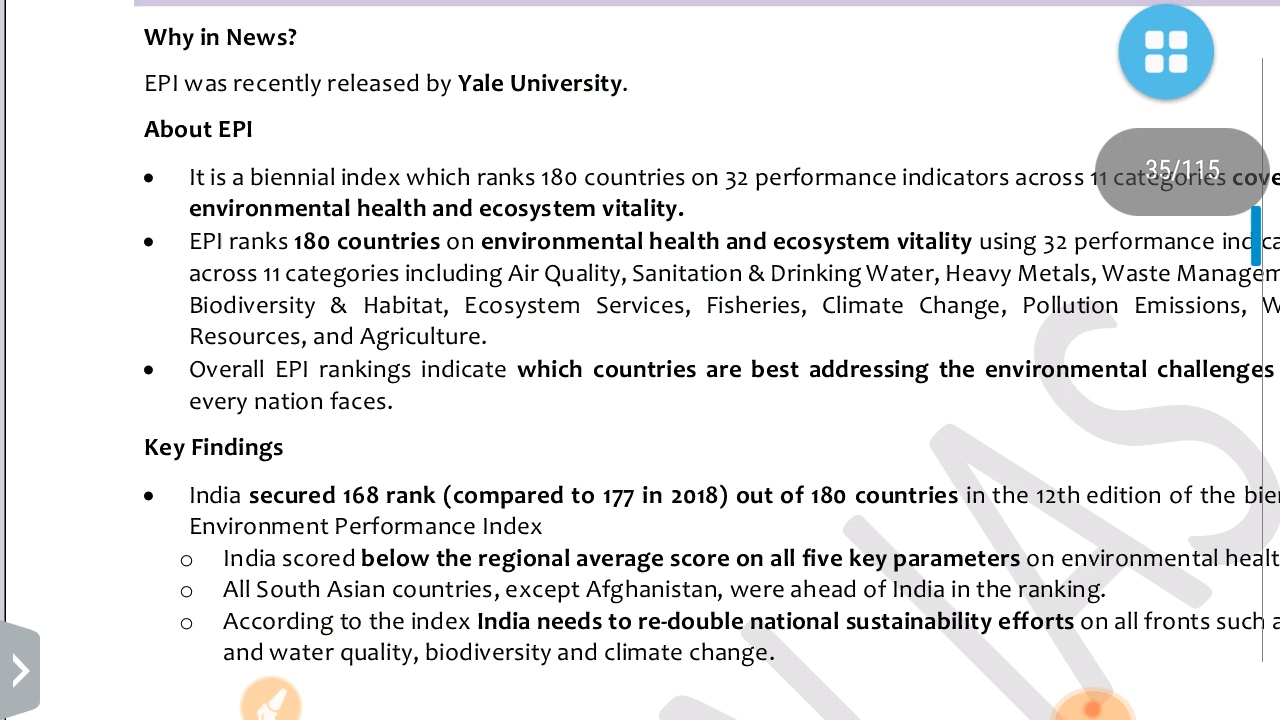 Why in News?
35/115
EPI was recently released by Yale University.
About EPI
It is a biennial index which ranks 180 countries on 32 performance indicators across 11 categories
environmental health and ecosystem vitality.
EPI ranks 180 countries on environmental health and ecosystem vitality using 32 performance
across 11 categories including Air Quality, Sanitation & Drinking Water, Heavy Metals, Waste
Biodiversity & Habitat, Ecosystem Services, Fisheries, Climate Change, Pollution Emissions,
Resources, and Agriculture.
Overall EPI rankings indicate which countries are best addressing the environmental challenges
every nation faces.
Key Findings
India secured 168 rank (compared to 177 in 2018) out of 180 countries in the 12th edition of the
Environment Performance Index
India scored below the regional average score on all five key parameters on environmental
All South Asian countries, except Afghanistan, were ahead of India in the ranking.
According to the index India needs to re-double national sustainability efforts on all fronts such
and water quality, biodiversity and climate change.
IAS